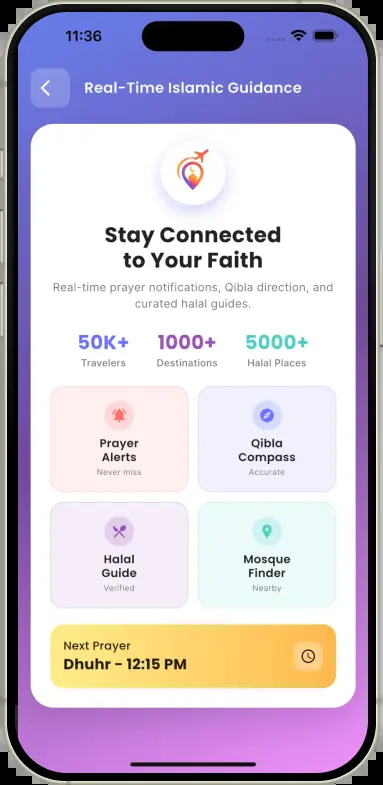 11:36
Real-Time Islamic Guidance
Stay Connected
to Your Faith
Real-time prayer notifications, Qibla direction, and
curated halal guides.
50K+ 1000+ 5000+
Travelers Destinations Halal Places
Prayer
Alerts
Never miss
Qibla
Compass
Accurate
Halal
Guide
Verified
Mosque
Finder
Nearby
Next Prayer
Dhuhr - 12:15 PM